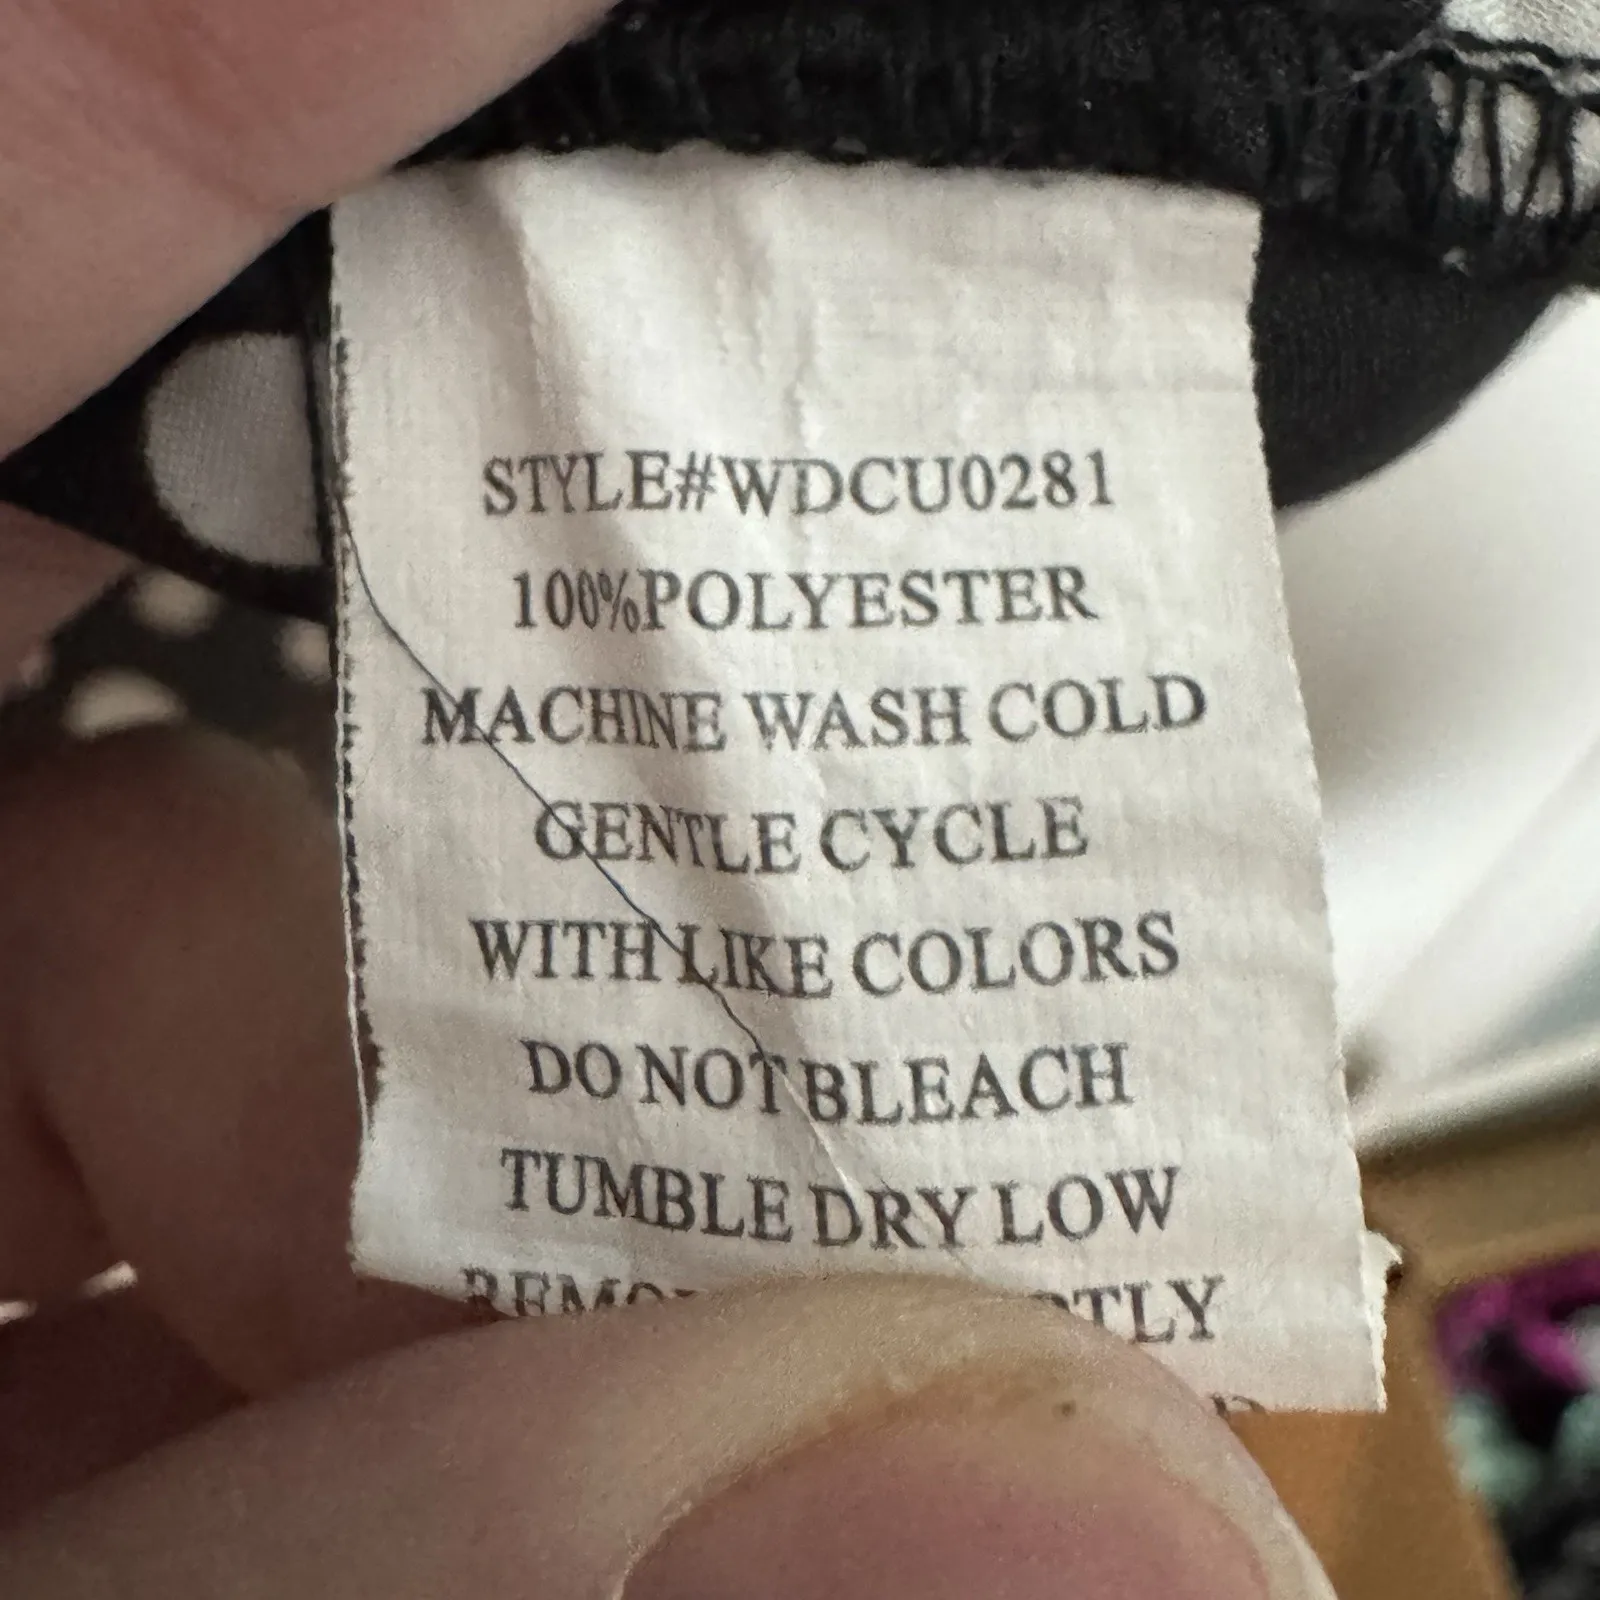 STYLE#WDCU0281
100%POLYESTER
MACHINE WASH COLD
GENTLE CYCLE
WITH LIKE COLORS
DO NOT BLEACH
TUMBLE DRY LOW